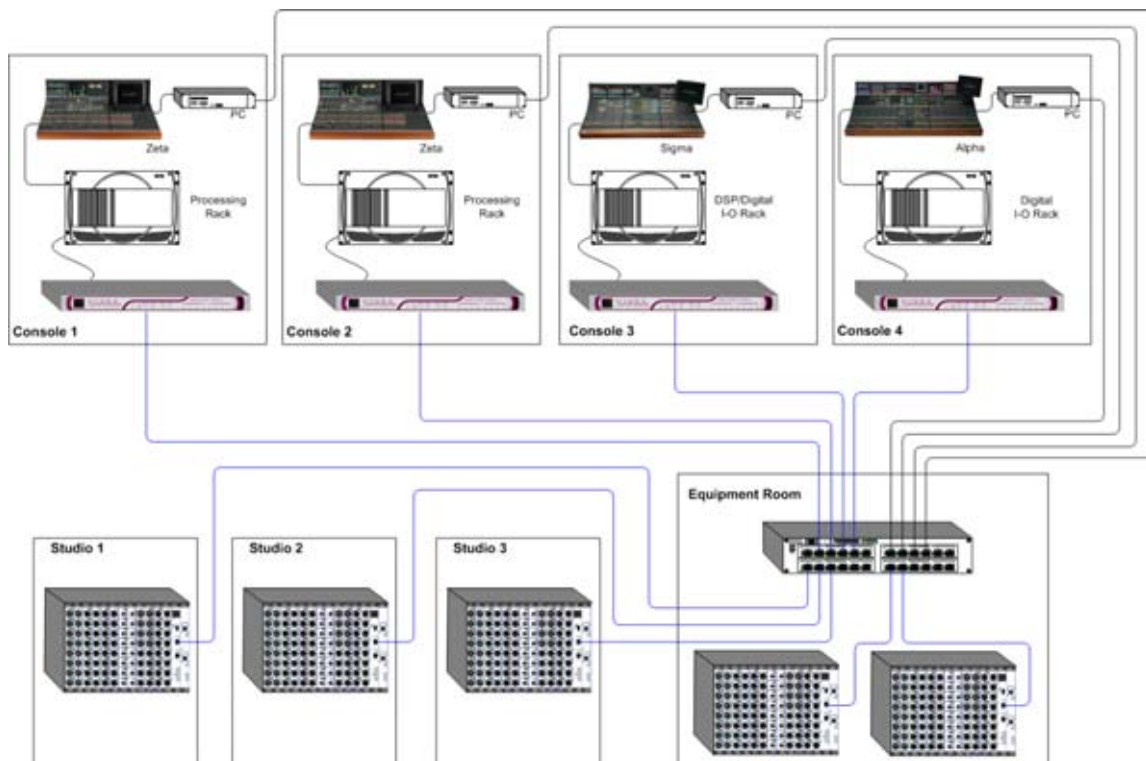 PC
Zeta
Processing
Rack
Console 1
PC
Zeta
Processing
Rack
Console 2
PC
Sigma
DSP/Digital
I-O Rack
Console 3
PC
Alpha
Digital
I-O Rack
Console 4
Equipment Room
Studio 1
Studio 2
Studio 3